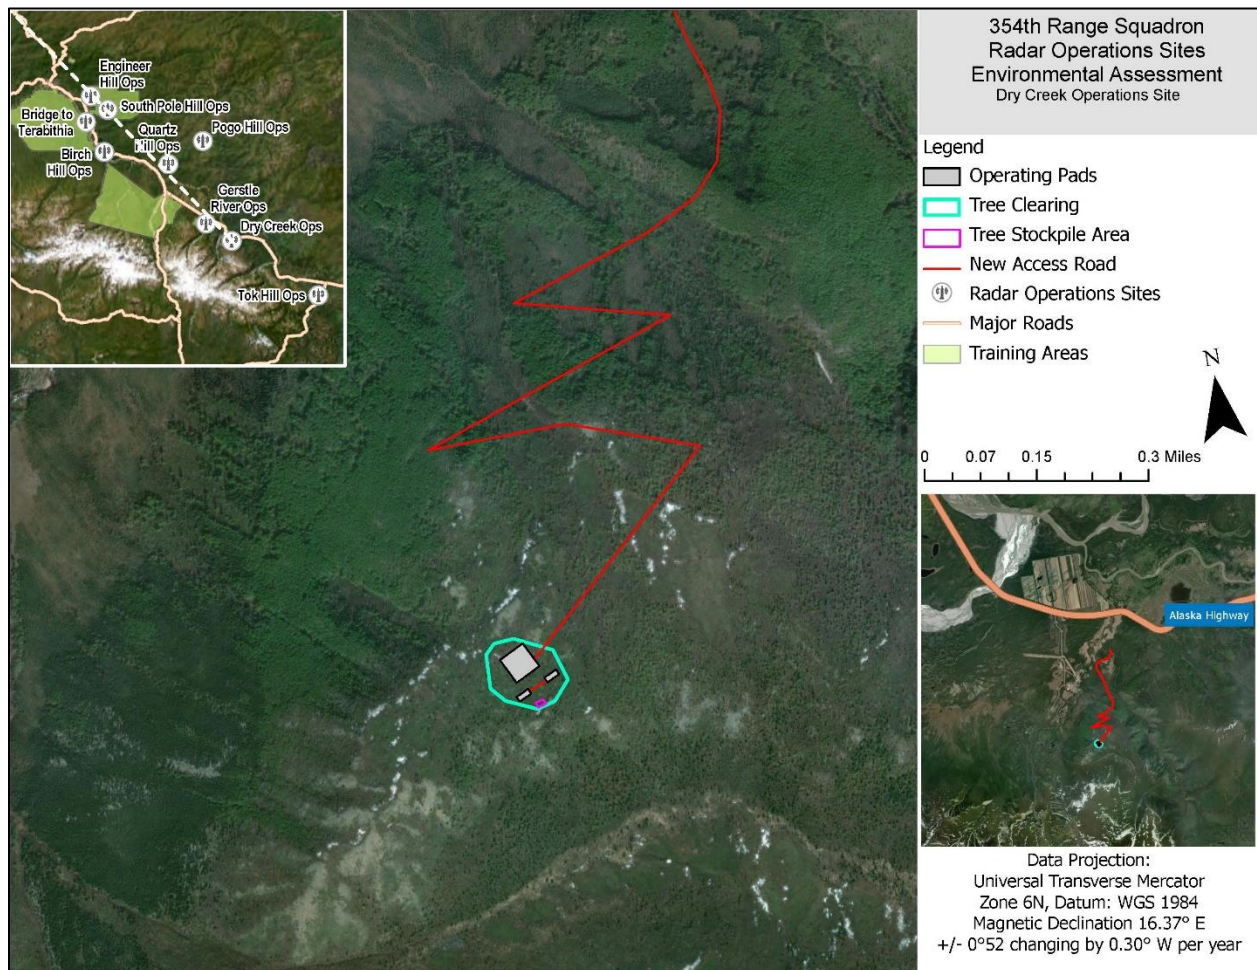 354th Range Squadron
Radar Operations Sites
Environmental Assessment
Dry Creek Operations Site
Legend
Operating Pads
Tree Clearing
Tree Stockpile Area
New Access Road
Radar Operations Sites
Major Roads
Training Areas
N
0 0.07 0.15 0.3 Miles
Engineer
Hill Ops
South Pole Hill Ops
Bridge to
Terabithia
Quartz
Hill Ops
Pogo Hill Ops
Birch
Hill Ops
Gerstle
River Ops
Dry Creek Ops
Tok Hill Ops
Alaska Highway
Data Projection:
Universal Transverse Mercator
Zone 6N, Datum: WGS 1984
Magnetic Declination 16.37° E
+/- 0°52 changing by 0.30° W per year